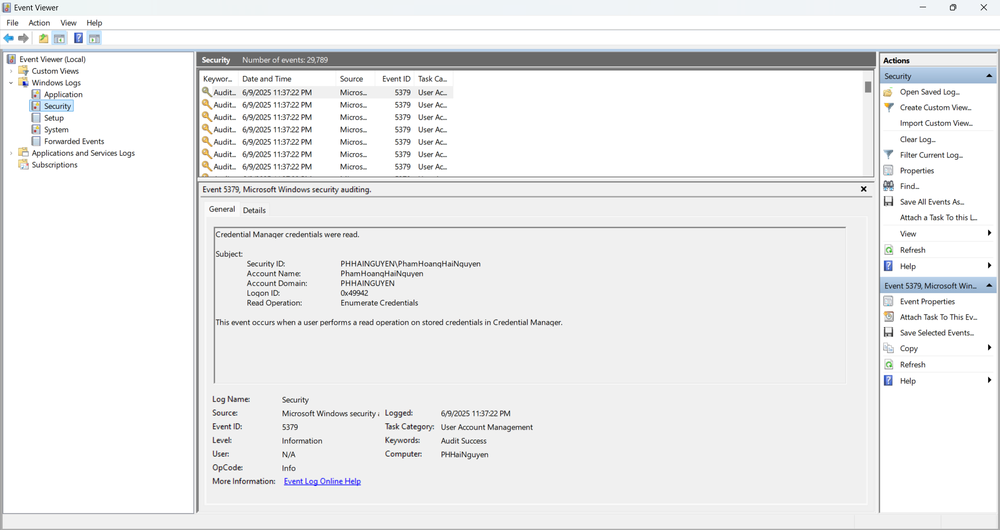 Event Viewer
File Action View Help
Event Viewer (Local)
Custom Views
Windows Logs
Application
Security
Setup
System
Forwarded Events
Applications and Services Logs
Subscriptions
Security Number of events: 29,789
Keywor... Date and Time Source Event ID Task Ca...
Audit... 6/9/2025 11:37:22 PM Micros... 5379 User Ac...
Audit... 6/9/2025 11:37:22 PM Micros... 5379 User Ac...
Audit... 6/9/2025 11:37:22 PM Micros... 5379 User Ac...
Audit... 6/9/2025 11:37:22 PM Micros... 5379 User Ac...
Audit... 6/9/2025 11:37:22 PM Micros... 5379 User Ac...
Audit... 6/9/2025 11:37:22 PM Micros... 5379 User Ac...
Audit... 6/9/2025 11:37:22 PM Micros... 5379 User Ac...
Event 5379, Microsoft Windows security auditing.
General Details
Credential Manager credentials were read.
Subject:
Security ID: PHHAINGUYEN\PhamHoangHaiNguyen
Account Name: PhamHoangHaiNguyen
Account Domain: PHHAINGUYEN
Logon ID: 0x49942
Read Operation: Enumerate Credentials
This event occurs when a user performs a read operation on stored credentials in Credential Manager.
Log Name: Security
Source: Microsoft Windows security Logged: 6/9/2025 11:37:22 PM
Event ID: 5379 Task Category: User Account Management
Level: Information Keywords: Audit Success
User: N/A Computer: PHHaiNguyen
OpCode: Info
More Information: Event Log Online Help
Actions
Security
Open Saved Log...
Create Custom View...
Import Custom View...
Clear Log...
Filter Current Log...
Properties
Find...
Save All Events As...
Attach a Task To this L...
View
Refresh
Help
Event 5379, Microsoft Win...
Event Properties
Attach Task To This Ev...
Save Selected Events...
Copy
Refresh
Help